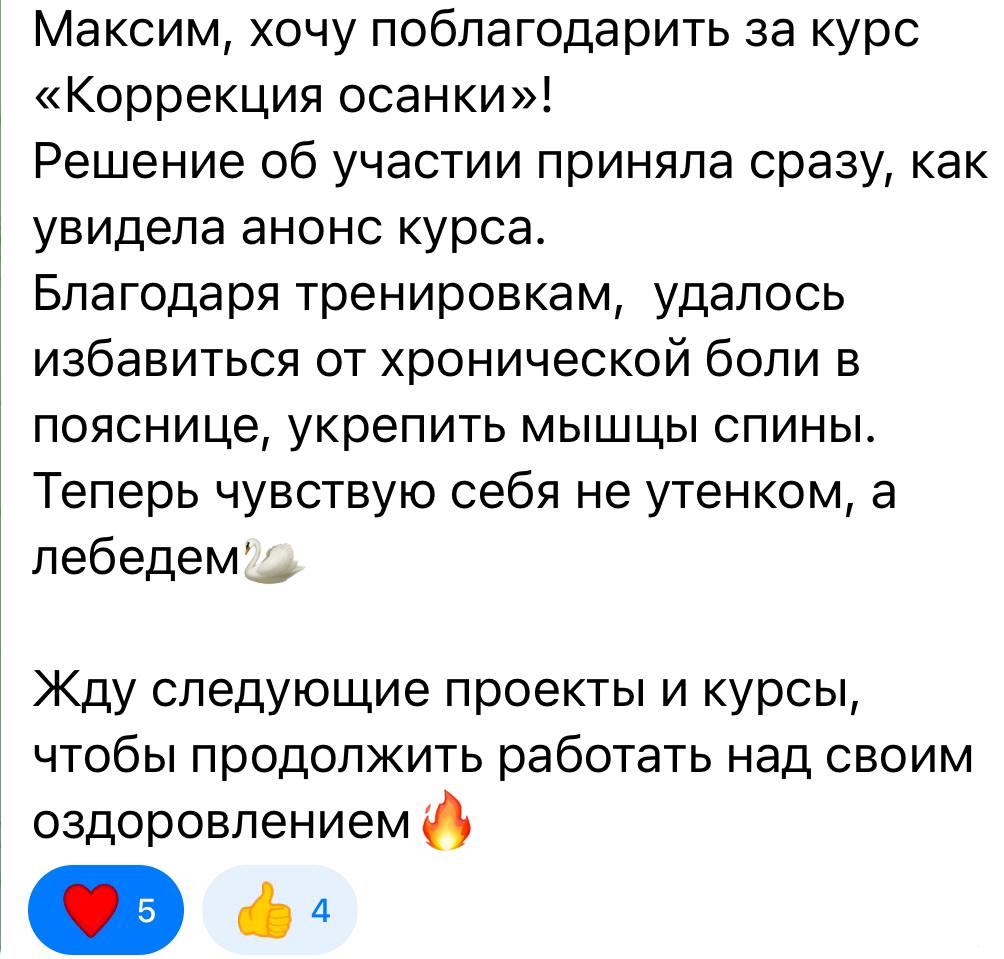 Максим, хочу поблагодарить за курс
«Коррекция осанки»!
Решение об участии приняла сразу, как
увидела анонс курса.
Благодаря тренировкам,  удалось
избавиться от хронической боли в
пояснице, укрепить мышцы спины.
Теперь чувствую себя не утенком, а
лебедем🦢
Жду следующие проекты и курсы,
чтобы продолжить работать над своим
оздоровлением🔥
❤️ 5 👍 4